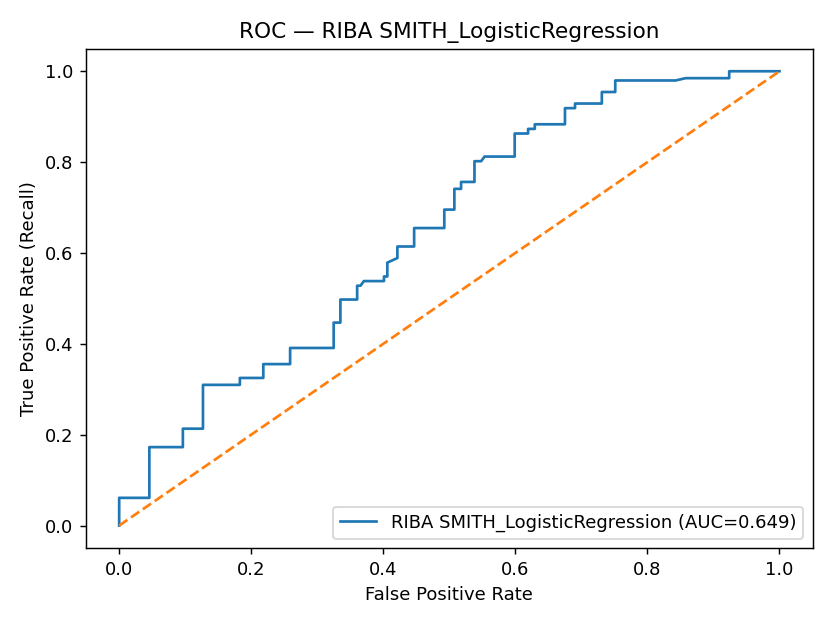 ROC — RIBA SMITH_LogisticRegression
True Positive Rate (Recall)
1.0
0.8
0.6
0.4
0.2
0.0
RIBA SMITH_LogisticRegression (AUC=0.649)
0.0 0.2 0.4 0.6 0.8 1.0
False Positive Rate